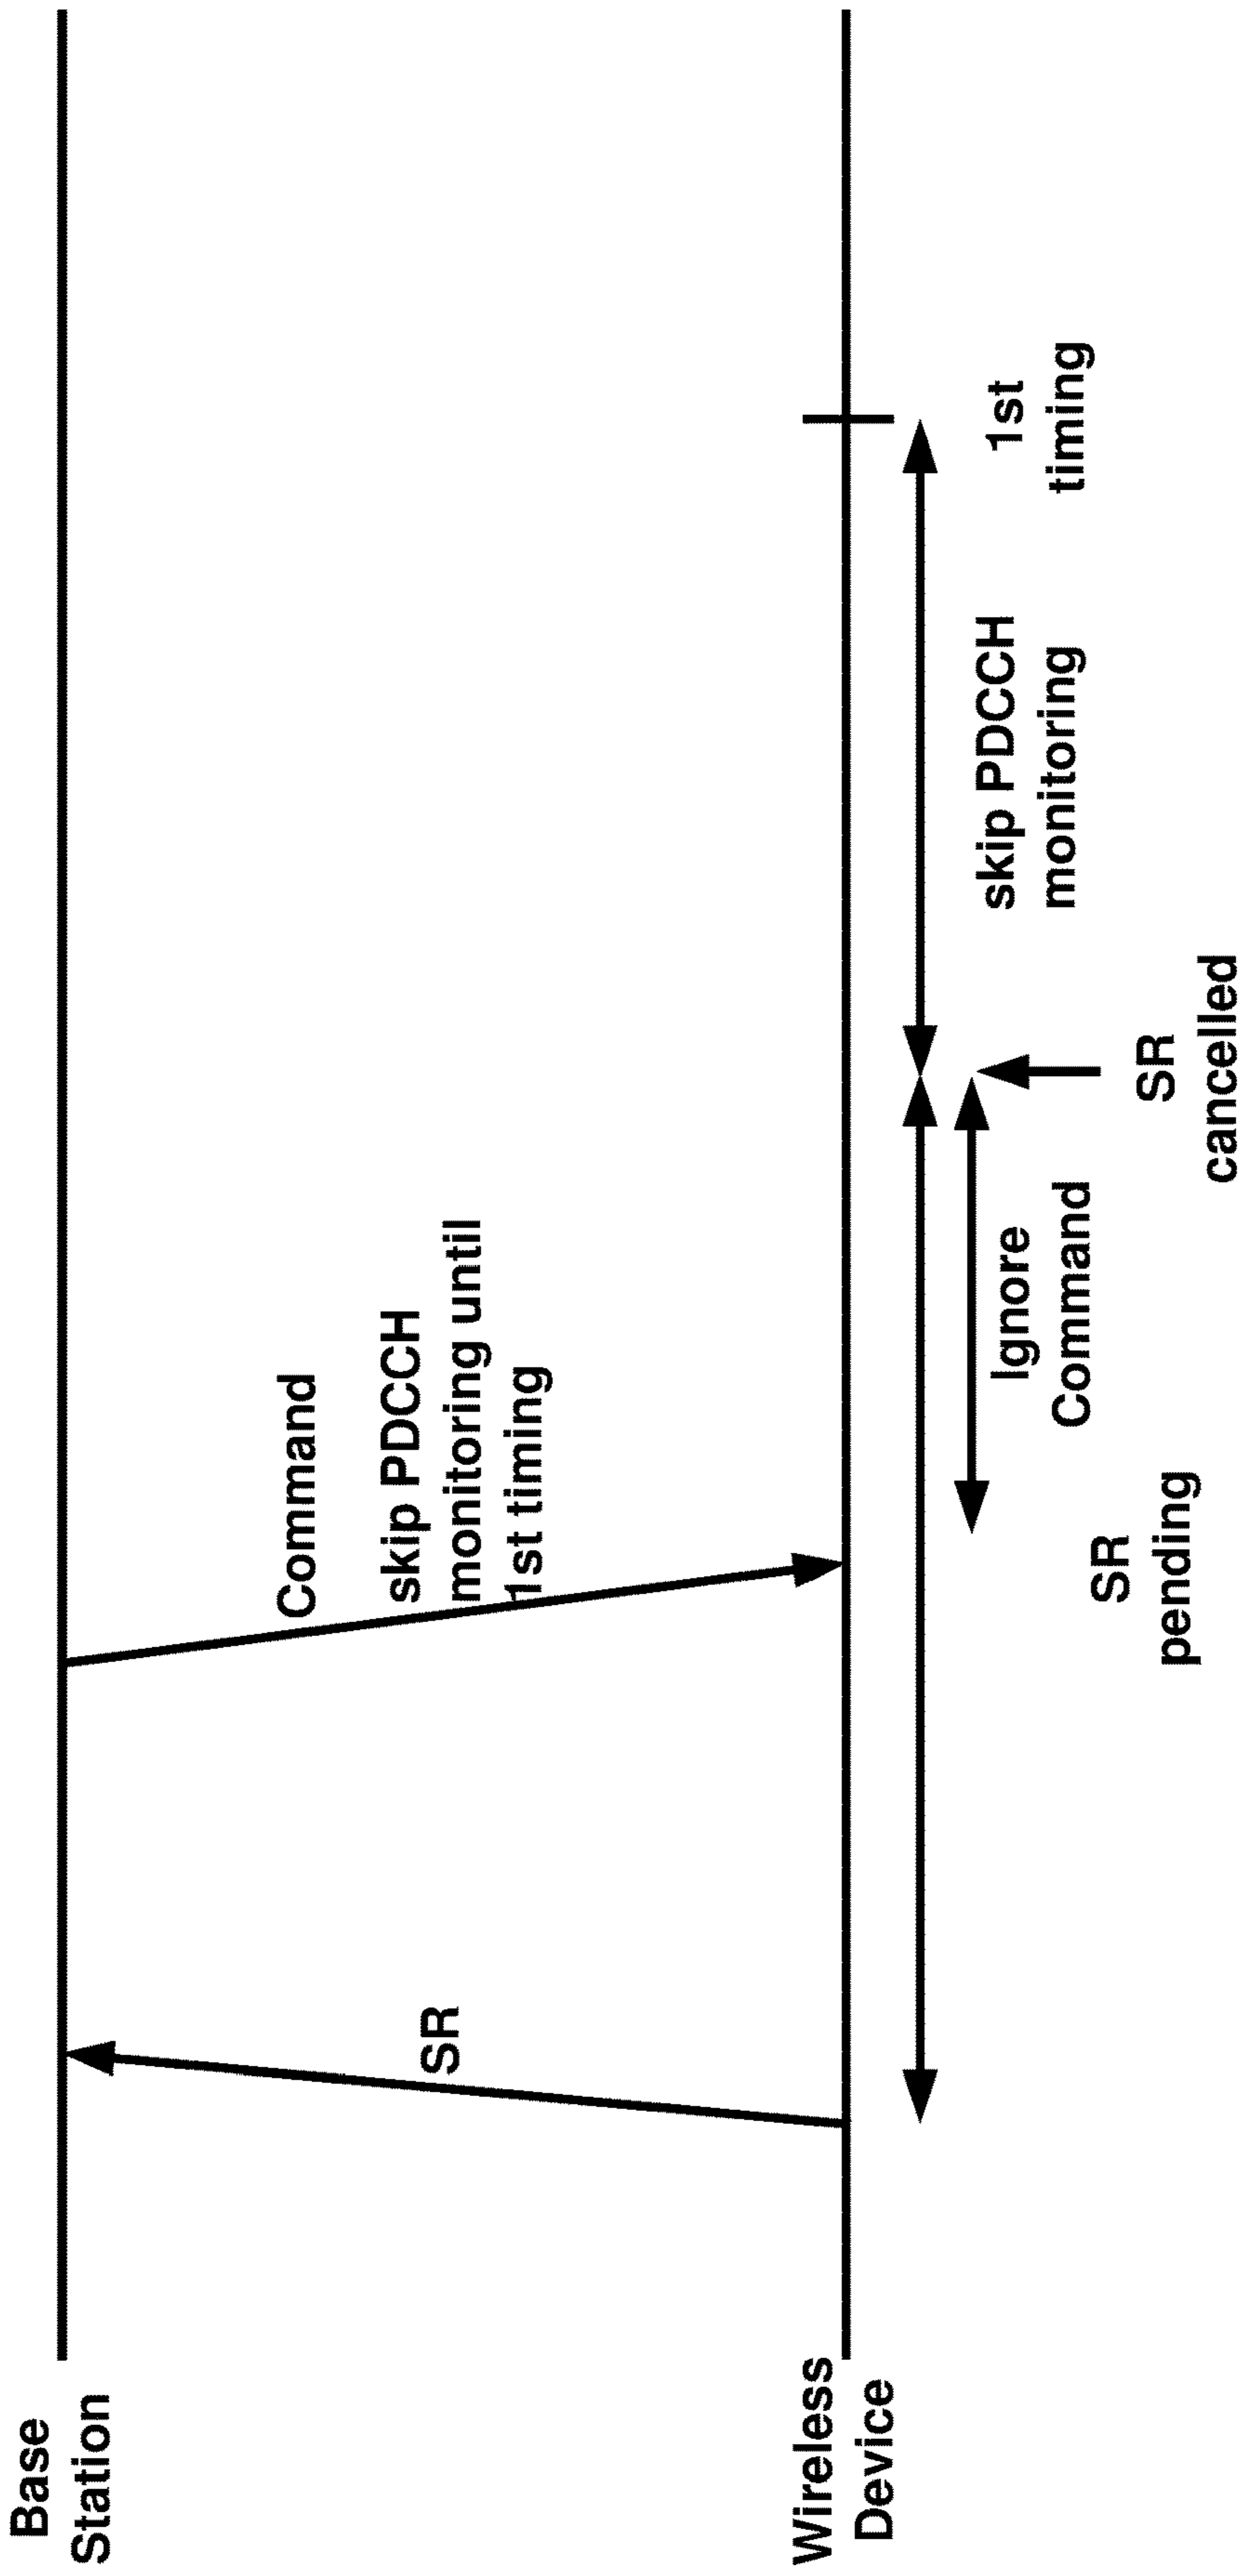 Base
Station
Wireless
Device
SR
Command
skip PDCCH
monitoring until
1st timing
SR
pending
Ignore
Command
SR
cancelled
skip PDCCH
monitoring
1st
timing